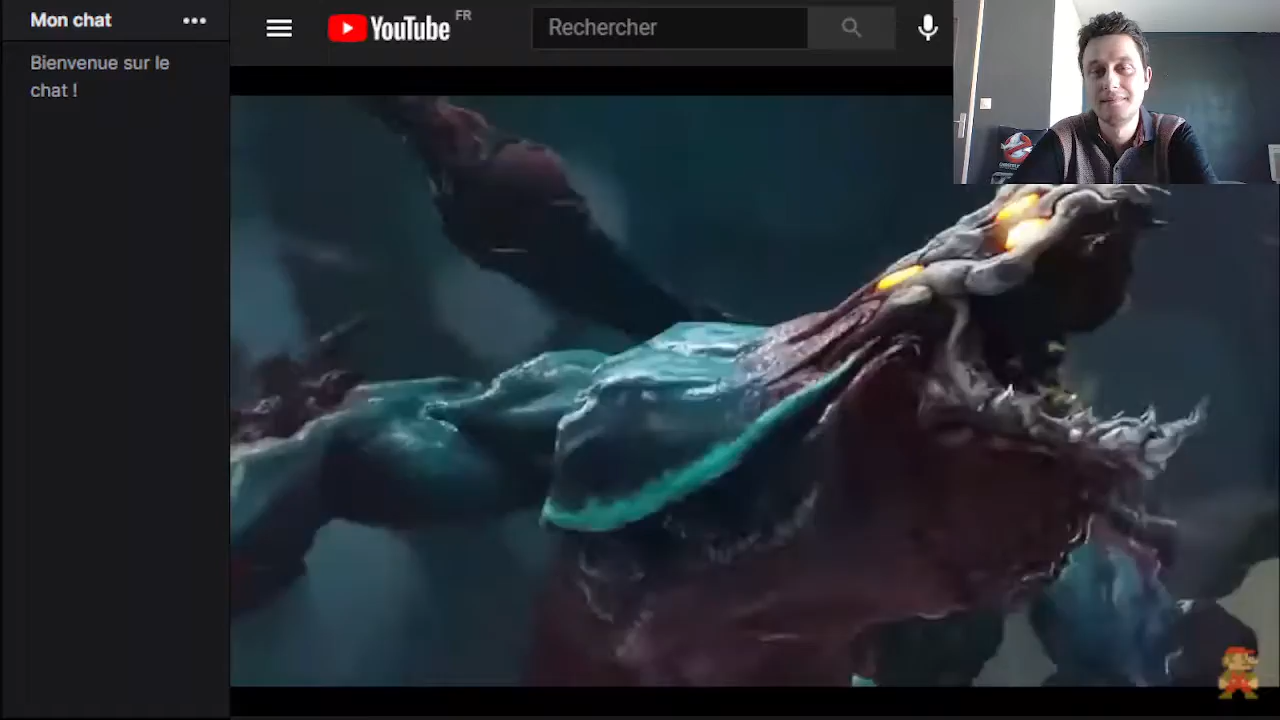 Mon chat
Bienvenue sur le
chat !
YouTube FR
Rechercher